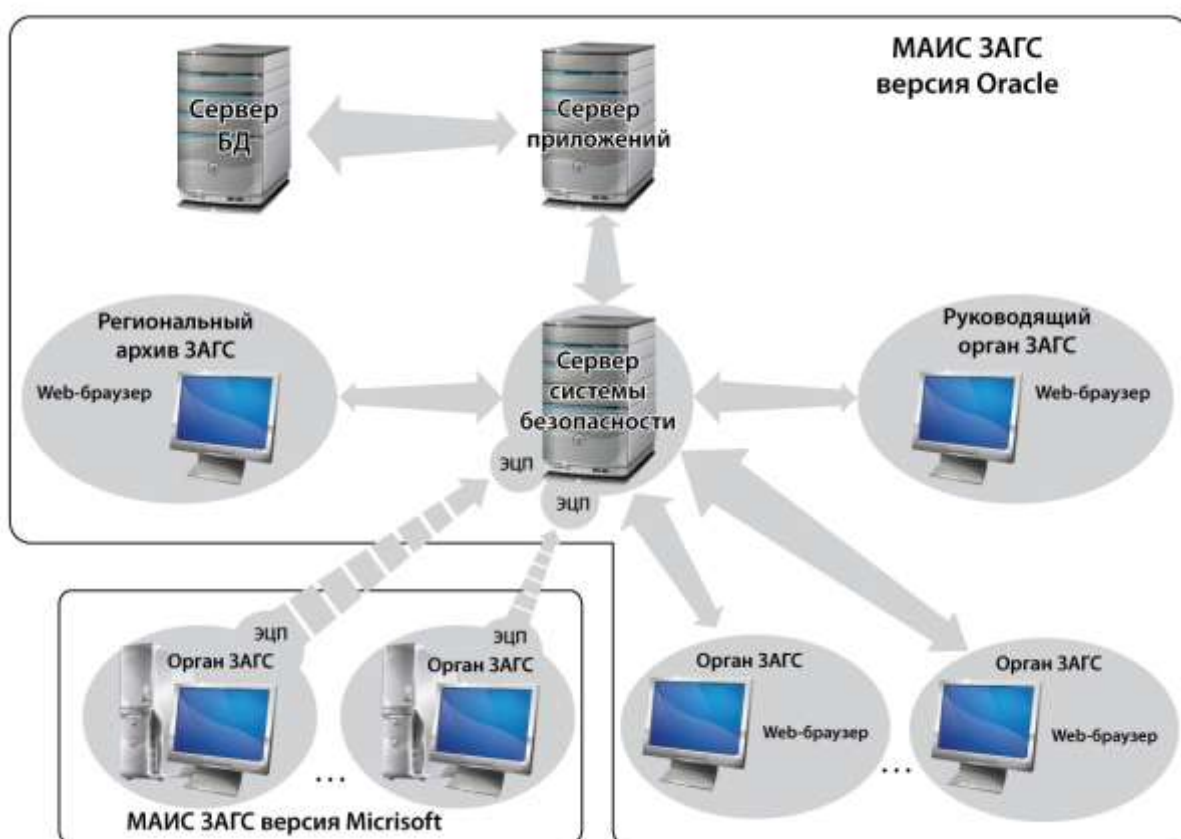 МАИС ЗАГС
версия Oracle
Сервер
БД
Сервер
приложений
Региональный
архив ЗАГС
Web-браузер
Сервер
системы
безопасности
Руководящий
орган ЗАГС
Web-браузер
ЭЦП
ЭЦП
ЭЦП
Орган ЗАГС
...
ЭЦП
Орган ЗАГС
МАИС ЗАГС версия Micrisoft
Орган ЗАГС
Web-браузер
...
Орган ЗАГС
Web-браузер